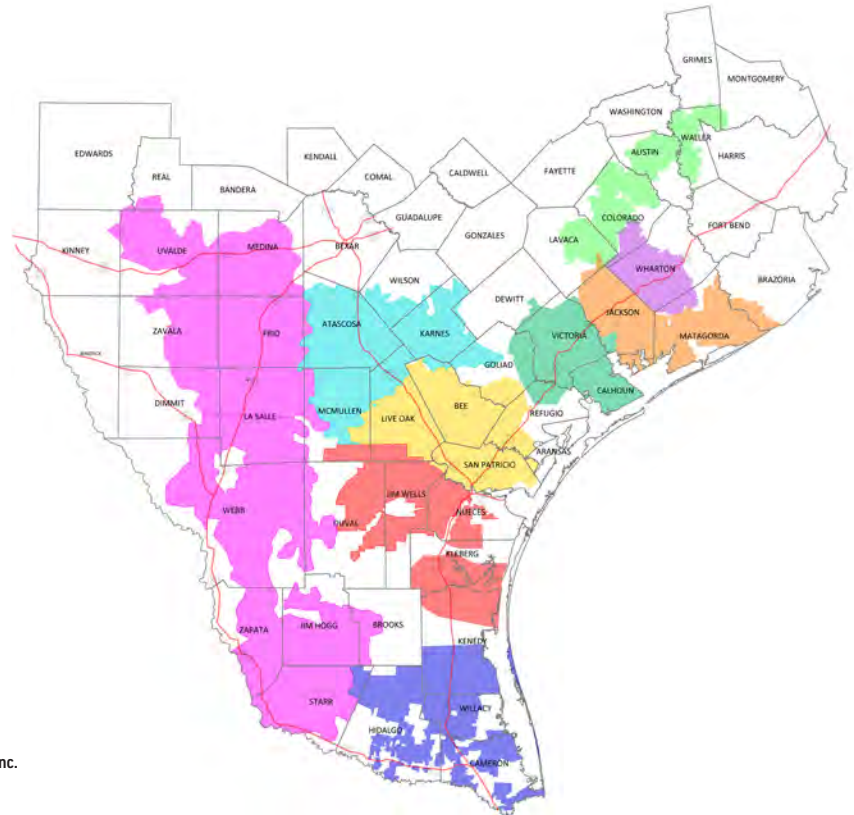 GRIMES
MONTGOMERY
WASHINGTON
WALLER
EDWARDS
KENDALL
AUSTIN
HARRIS
REAL
COMAL
CALDWELL
FAYETTE
BANDERA
GUADALUPE
COLORADO
FORT BEND
KINNEY
UVALDE
MEDINA
BEXAR
GONZALES
LAVACA
WHARTON
WILSON
BRAZORIA
DEWITT
JACKSON
ZAVALA
FRIO
ATASCOSA
KARNES
VICTORIA
MATAGORDA
GOLIAD
CALHOUN
DIMMIT
LA SALLE
MCMULLEN
LIVE OAK
BEE
REFUGIO
ARANSAS
SAN PATRICIO
WEBB
DUVAL
JIM WELLS
NUECES
KLEBERG
ZAPATA
JIM HOGG
BROOKS
KENEDY
STARR
WILLACY
HIDALGO
CAMERON
nc.